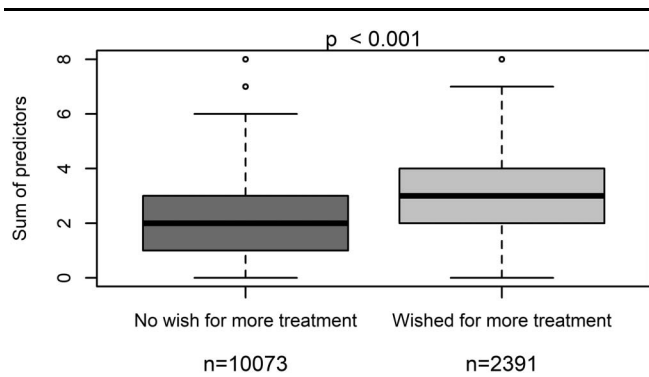 p < 0.001
Sum of predictors
8
6
4
2
0
No wish for more treatment
Wished for more treatment
n=10073
n=2391